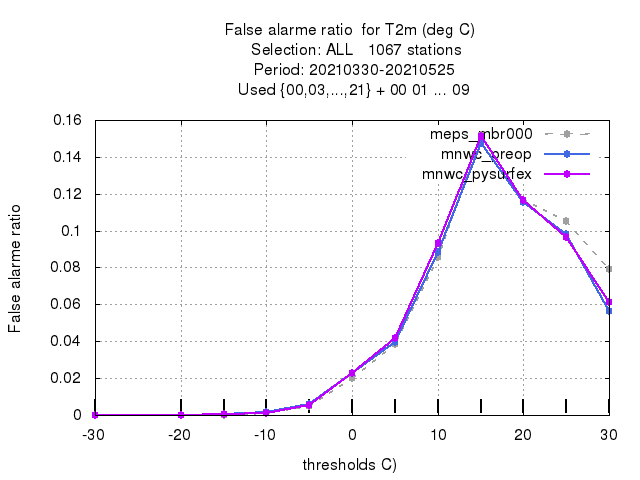 False alarme ratio  for T2m (deg C)
Selection: ALL   1067 stations
Period: 20210330-20210525
Used {00,03,...,21} + 00 01 ... 09
meps_mbr000
mnwc_preop
mnwc_pysurfex
False alarme ratio
0.16
0.14
0.12
0.1
0.08
0.06
0.04
0.02
0
-30 -20 -10 0 10 20 30
thresholds C)